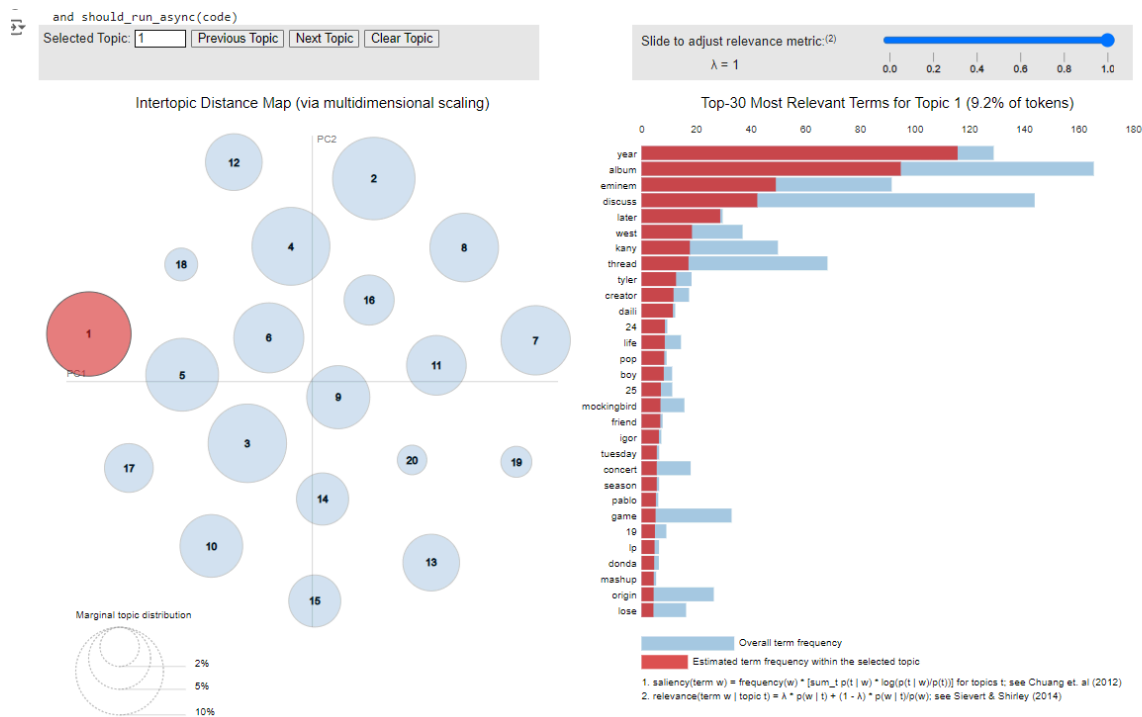 and should_run_async(code)
Selected Topic: 1 Previous Topic Next Topic Clear Topic
Slide to adjust relevance metric:(2)
λ = 1
0.0 0.2 0.4 0.6 0.8 1.0
Intertopic Distance Map (via multidimensional scaling)
PC2
PC1
12
2
4
8
18
16
1
6
7
5
11
9
3
17
20
19
14
10
13
15
Marginal topic distribution
2%
5%
10%
Top-30 Most Relevant Terms for Topic 1 (9.2% of tokens)
0 20 40 60 80 100 120 140 160 180
year
album
eminem
discuss
later
west
kany
thread
tyler
creator
daili
24
life
pop
boy
25
mockingbird
friend
igor
tuesday
concert
season
pablo
game
19
lp
donda
mashup
origin
lose
Overall term frequency
Estimated term frequency within the selected topic
1. saliency(term w) = frequency(w) * [sum_t p(t | w) * log(p(t | w)/p(t))] for topics t; see Chuang et. al (2012)
2. relevance(term w | topic t) = λ * p(w | t) + (1 - λ) * p(w | t)/p(w); see Sievert & Shirley (2014)